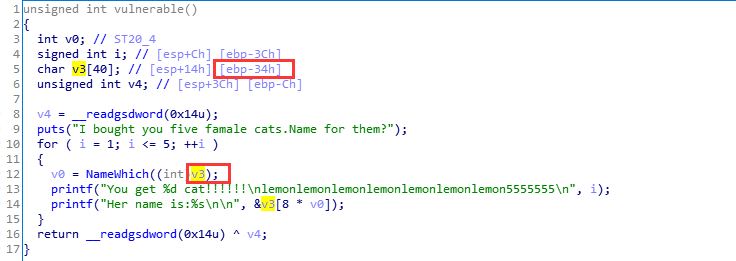 1 unsigned int vulnerable()
2 {
3 int v0; // ST20_4
4 signed int i; // [esp+Ch] [ebp-3Ch]
5 char v3[40]; // [esp+14h] [ebp-34h]
6 unsigned int v4; // [esp+3Ch] [ebp-Ch]
7
8 v4 = __readgsdword(0x14u);
9 puts("I bought you five famale cats.Name for them?");
10 for ( i = 1; i <= 5; ++i )
11 {
12 v0 = NameWhich((int)v3);
13 printf("You get %d cat!!!!!!\nlemonlemonlemonlemonlemonlemonlemon5555555\n", i);
14 printf("Her name is:%s\n\n", &v3[8 * v0]);
15 }
16 return __readgsdword(0x14u) ^ v4;
17 }